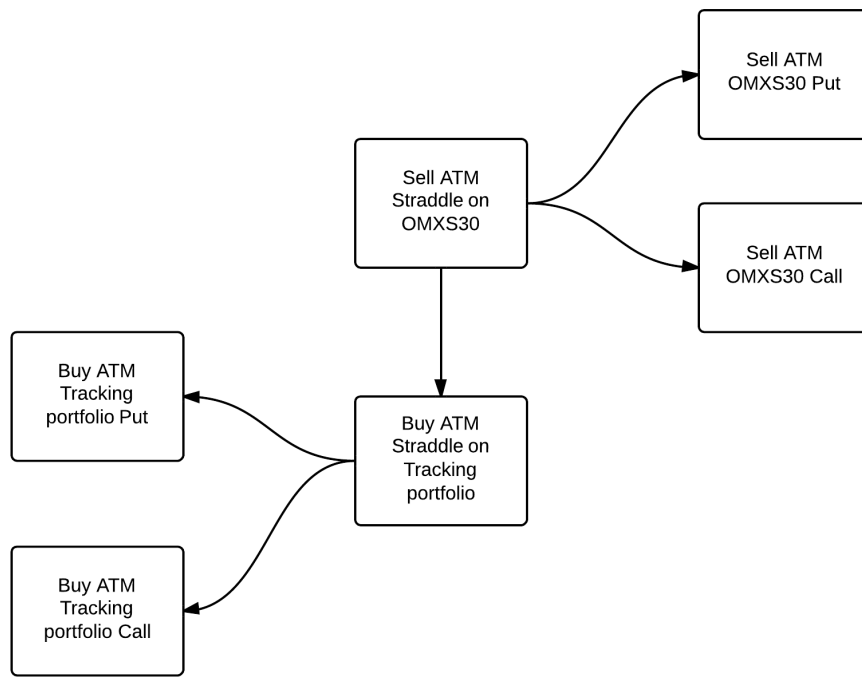 Sell ATM
OMXS30 Put
Sell ATM
Straddle on
OMXS30
Sell ATM
OMXS30 Call
Buy ATM
Tracking
portfolio Put
Buy ATM
Straddle on
Tracking
portfolio
Buy ATM
Tracking
portfolio Call